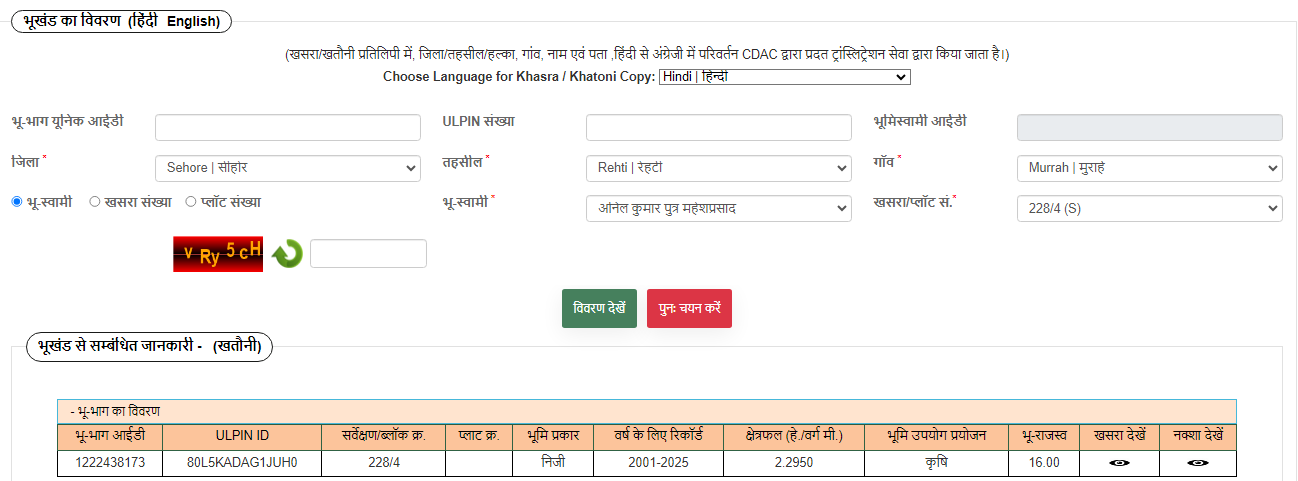 भूखंड का विवरण (हिंदी English)
(खसरा/खतौनी प्रतिलिपी में, जिला/तहसील/हल्का, गांव, नाम एवं पता ,हिंदी से अंग्रेजी में परिवर्तन CDAC द्वारा प्रदत ट्रांस्लिट्रेशन सेवा द्वारा किया जाता है।)
Choose Language for Khasra / Khatoni Copy: Hindi | हिन्दी
भू-भाग यूनिक आईडी ULPIN संख्या भूमिस्वामी आईडी
जिला * Sehore | सीहोर तहसील * Rehti | रेहटी गाँव * Murrah | मुराह
भू-स्वामी खसरा संख्या प्लॉट संख्या भू-स्वामी * अनिल कुमार पुत्र महेशप्रसाद खसरा/प्लॉट सं.* 228/4 (S)
v Ry 5 cH
विवरण देखें पुनः चयन करें
भूखंड से सम्बंधित जानकारी - (खतौनी)
- भू-भाग का विवरण
भू-भाग आईडी ULPIN ID सर्वेक्षण/ब्लॉक क्र. प्लाट क्र. भूमि प्रकार वर्ष के लिए रिकॉर्ड क्षेत्रफल (हे./वर्ग मी.) भूमि उपयोग प्रयोजन भू-राजस्व खसरा देखें नक्शा देखें
1222438173 80L5KADAG1JUH0 228/4 निजी 2001-2025 2.2950 कृषि 16.00